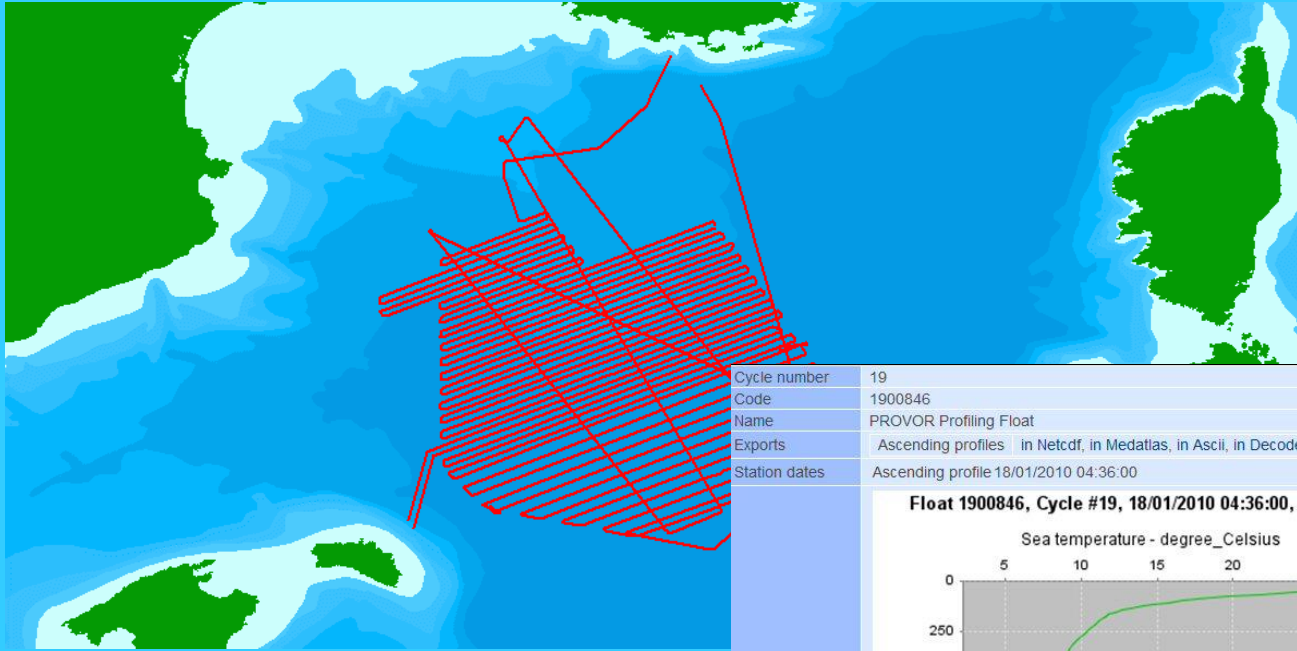 Cycle number 19
Code 1900846
Name PROVOR Profiling Float
Exports Ascending profiles in Netcdf, in Medatlas, in Ascii, in Decode
Station dates Ascending profile 18/01/2010 04:36:00
Float 1900846, Cycle #19, 18/01/2010 04:36:00,
Sea temperature - degree_Celsius
5 10 15 20
0
250